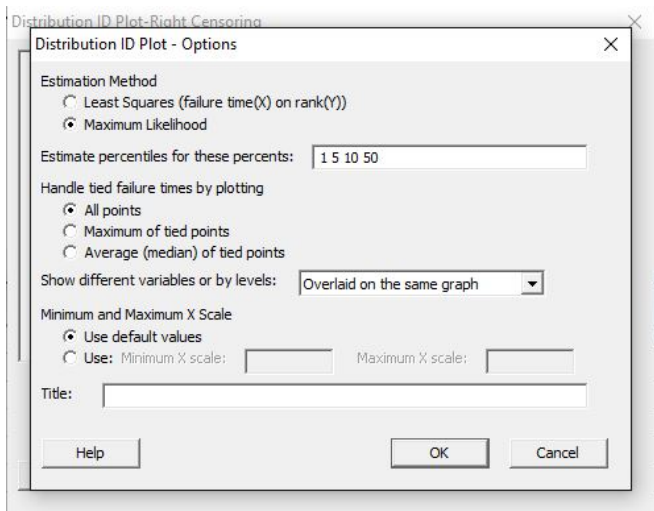 Distribution ID Plot-Right Censoring
Distribution ID Plot - Options
Estimation Method
Least Squares (failure time(X) on rank(Y))
Maximum Likelihood
Estimate percentiles for these percents: 1 5 10 50
Handle tied failure times by plotting
All points
Maximum of tied points
Average (median) of tied points
Show different variables or by levels: Overlaid on the same graph
Minimum and Maximum X Scale
Use default values
Use: Minimum X scale: Maximum X scale:
Title:
Help OK Cancel